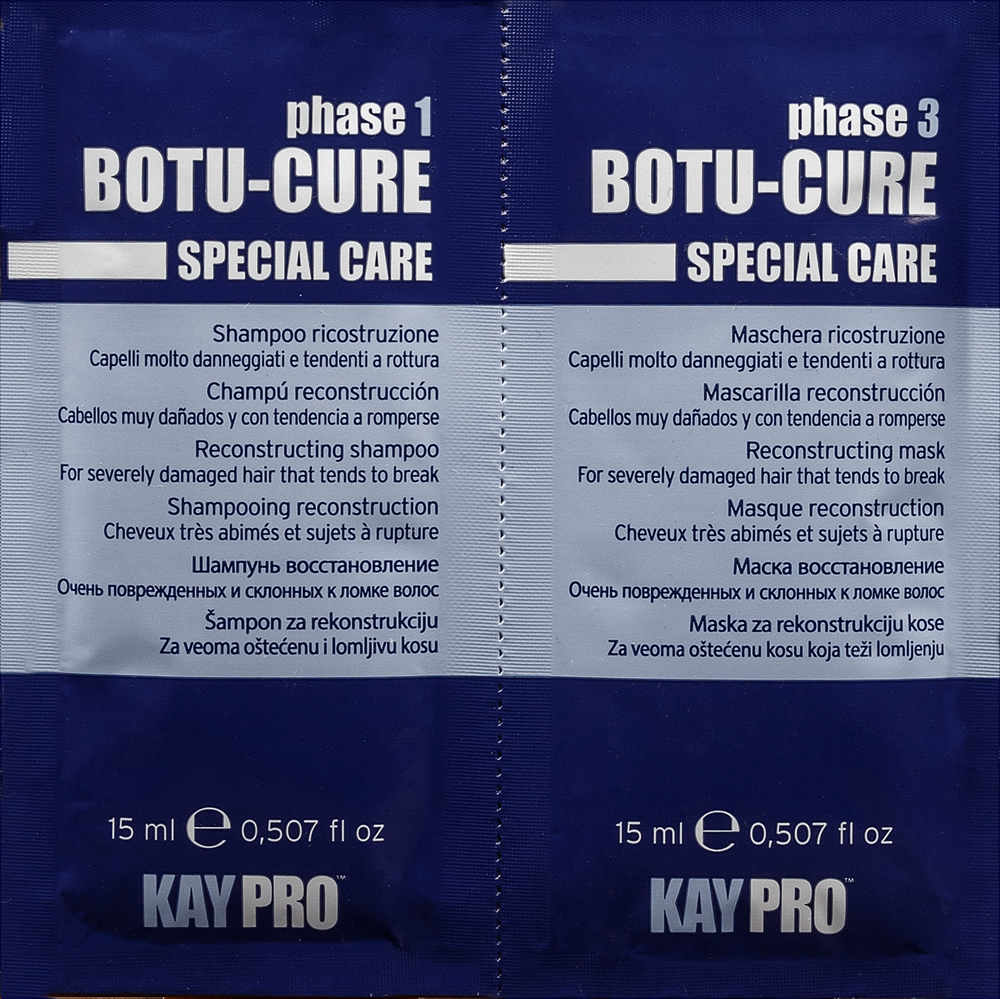 phase 1
BOTU-CURE
SPECIAL CARE
Shampoo ricostruzione
Capelli molto danneggiati e tendenti a rottura
Champú reconstrucción
Cabellos muy dañados y con tendencia a romperse
Reconstructing shampoo
For severely damaged hair that tends to break
Shampooing reconstruction
Cheveux très abimés et sujets à rupture
Шампунь восстановление
Очень поврежденных и склонных к ломке волос
Šampon za rekonstrukciju
Za veoma oštećenu i lomljivu kosu
15 ml ℮ 0,507 fl oz
KAYPRO™
phase 3
BOTU-CURE
SPECIAL CARE
Maschera ricostruzione
Capelli molto danneggiati e tendenti a rottura
Mascarilla reconstrucción
Cabellos muy dañados y con tendencia a romperse
Reconstructing mask
For severely damaged hair that tends to break
Masque reconstruction
Cheveux très abimés et sujets à rupture
Маска восстановление
Очень поврежденных и склонных к ломке волос
Maska za rekonstrukciju kose
Za veoma oštećenu kosu koja teži lomljenju
15 ml ℮ 0,507 fl oz
KAYPRO™